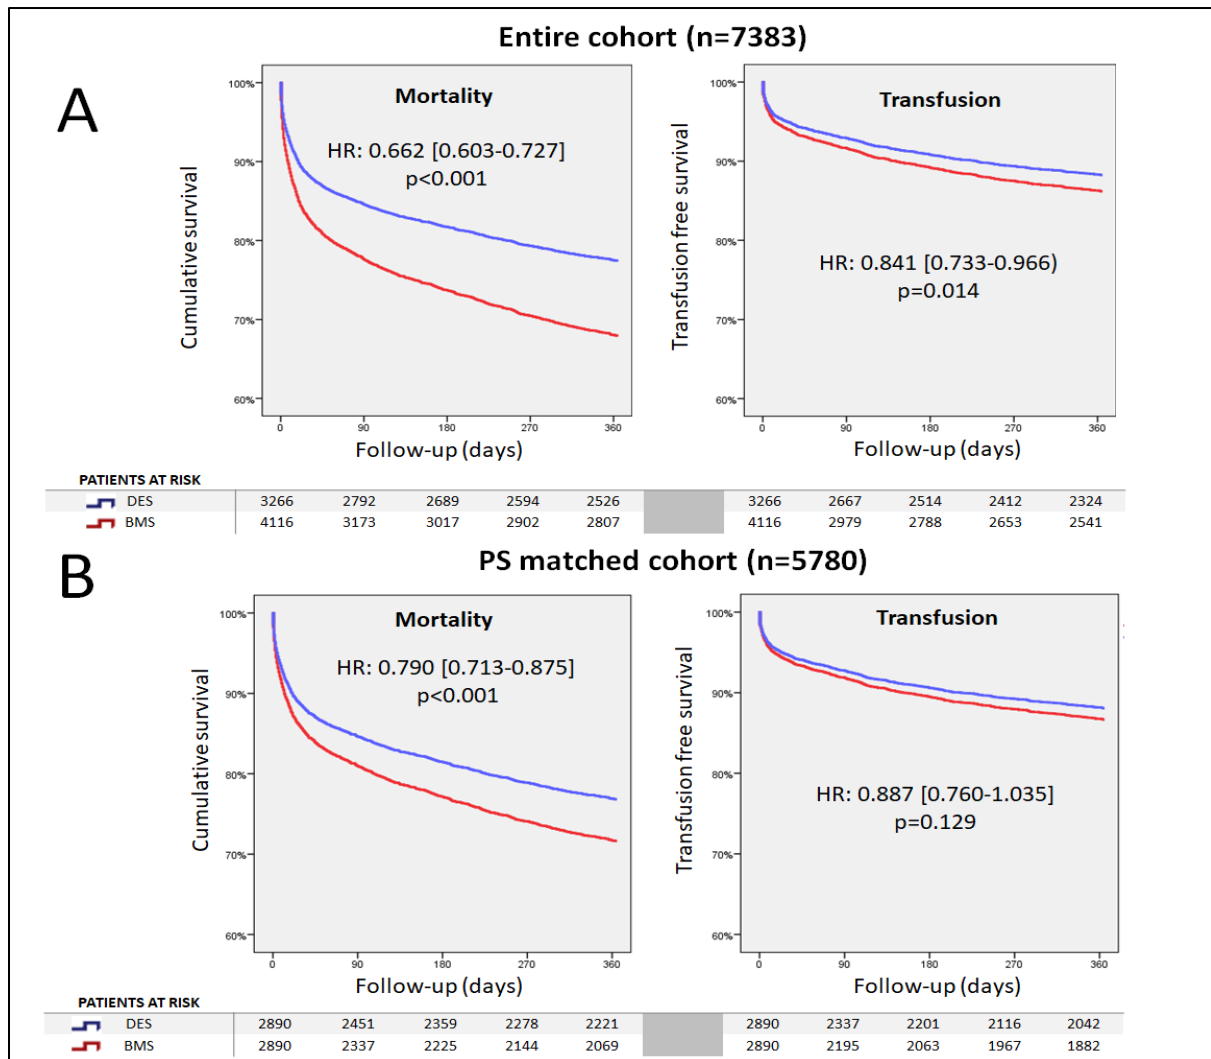 Entire cohort (n=7383)
A
Mortality
HR: 0.662 [0.603-0.727]
p<0.001
Cumulative survival
100%
90%
80%
70%
60%
0 90 180 270 360
Follow-up (days)
Transfusion
HR: 0.841 [0.733-0.966)
p=0.014
Transfusion free survival
100%
90%
80%
70%
60%
0 90 180 270 360
Follow-up (days)
PATIENTS AT RISK
DES 3266 2792 2689 2594 2526 3266 2667 2514 2412 2324
BMS 4116 3173 3017 2902 2807 4116 2979 2788 2653 2541
PS matched cohort (n=5780)
B
Mortality
HR: 0.790 [0.713-0.875]
p<0.001
Cumulative survival
100%
90%
80%
70%
60%
0 90 180 270 360
Follow-up (days)
Transfusion
HR: 0.887 [0.760-1.035]
p=0.129
Transfusion free survival
100%
90%
80%
70%
60%
0 90 180 270 360
Follow-up (days)
PATIENTS AT RISK
DES 2890 2451 2359 2278 2221 2890 2337 2201 2116 2042
BMS 2890 2337 2225 2144 2069 2890 2195 2063 1967 1882